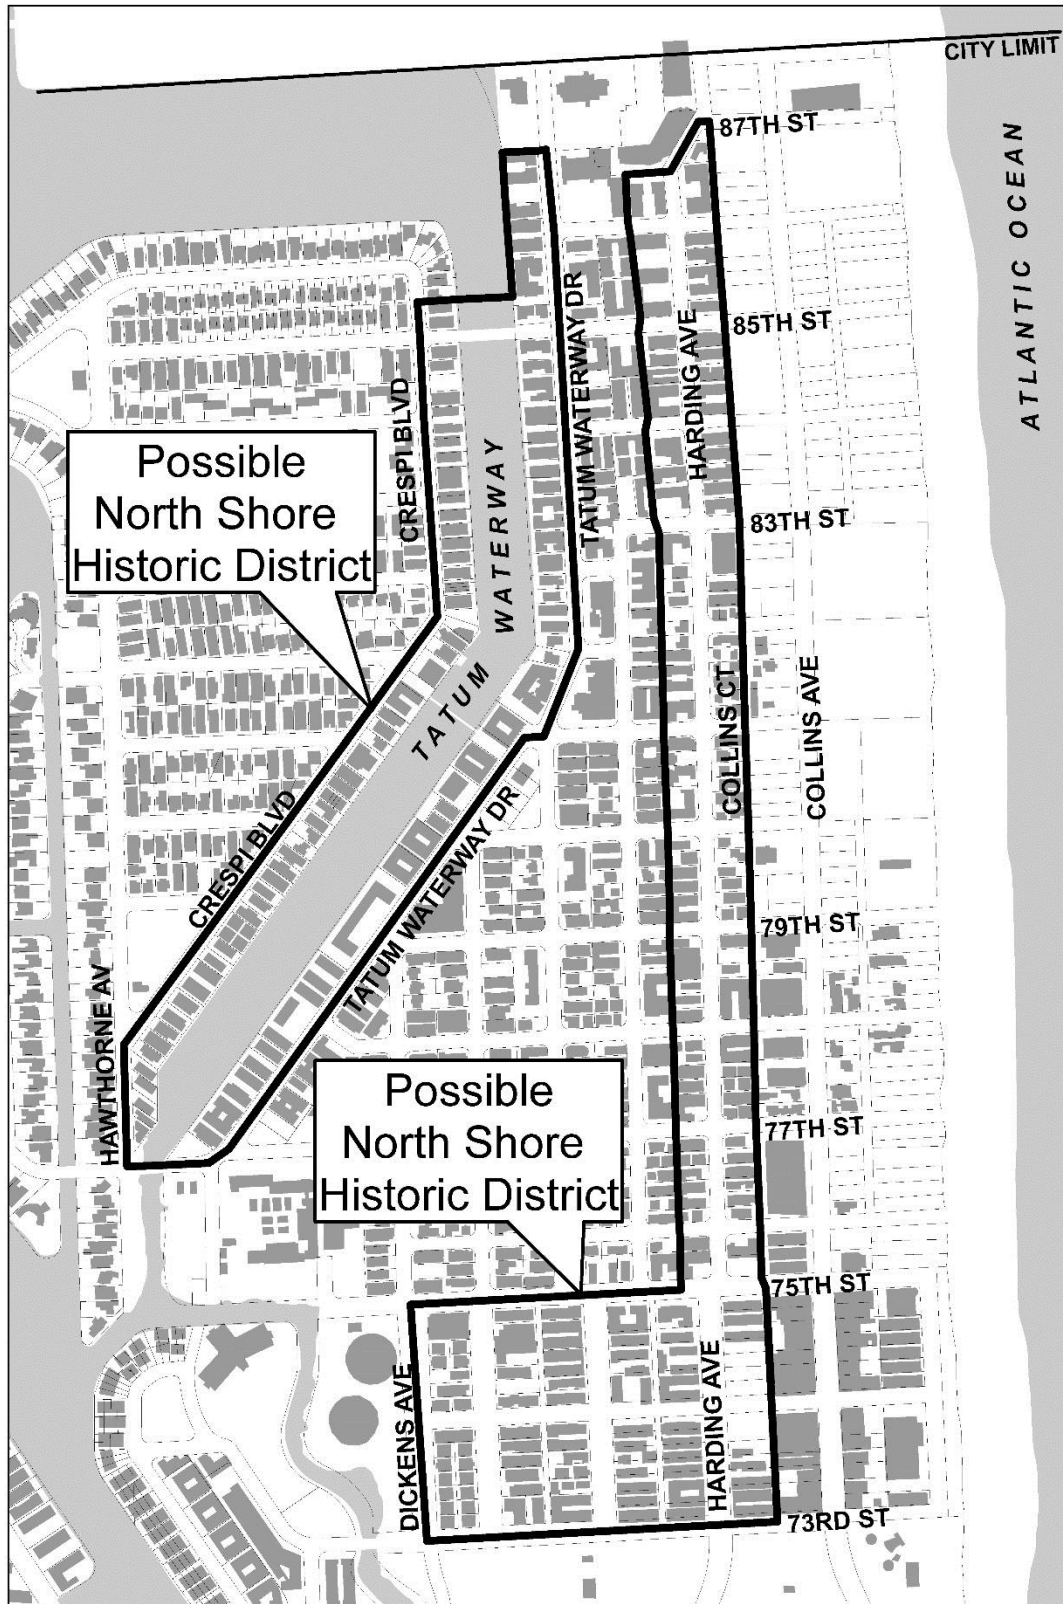 CITY LIMIT
87TH ST
ATLANTIC OCEAN
TATUM WATERWAY DR
85TH ST
HARDING AVE
CRESPI BLVD
Possible
North Shore
Historic District
WATERWAY
TATUM
83TH ST
COLLINS CT
COLLINS AVE
CRESPI BLVD
TATUM WATERWAY DR
79TH ST
HAWTHORNE AV
Possible
North Shore
Historic District
77TH ST
75TH ST
DICKENS AVE
HARDING AVE
73RD ST